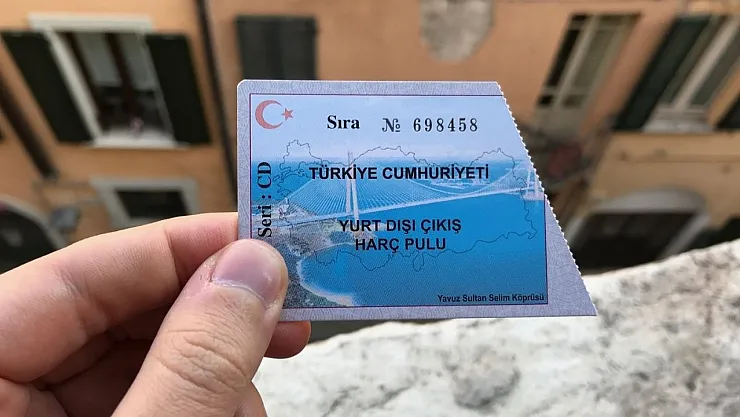 Sıra № 698458
Seri : CD
TÜRKİYE CUMHURİYETİ
YURT DIŞI ÇIKIŞ
HARÇ PULU
Yavuz Sultan Selim Köprüsü